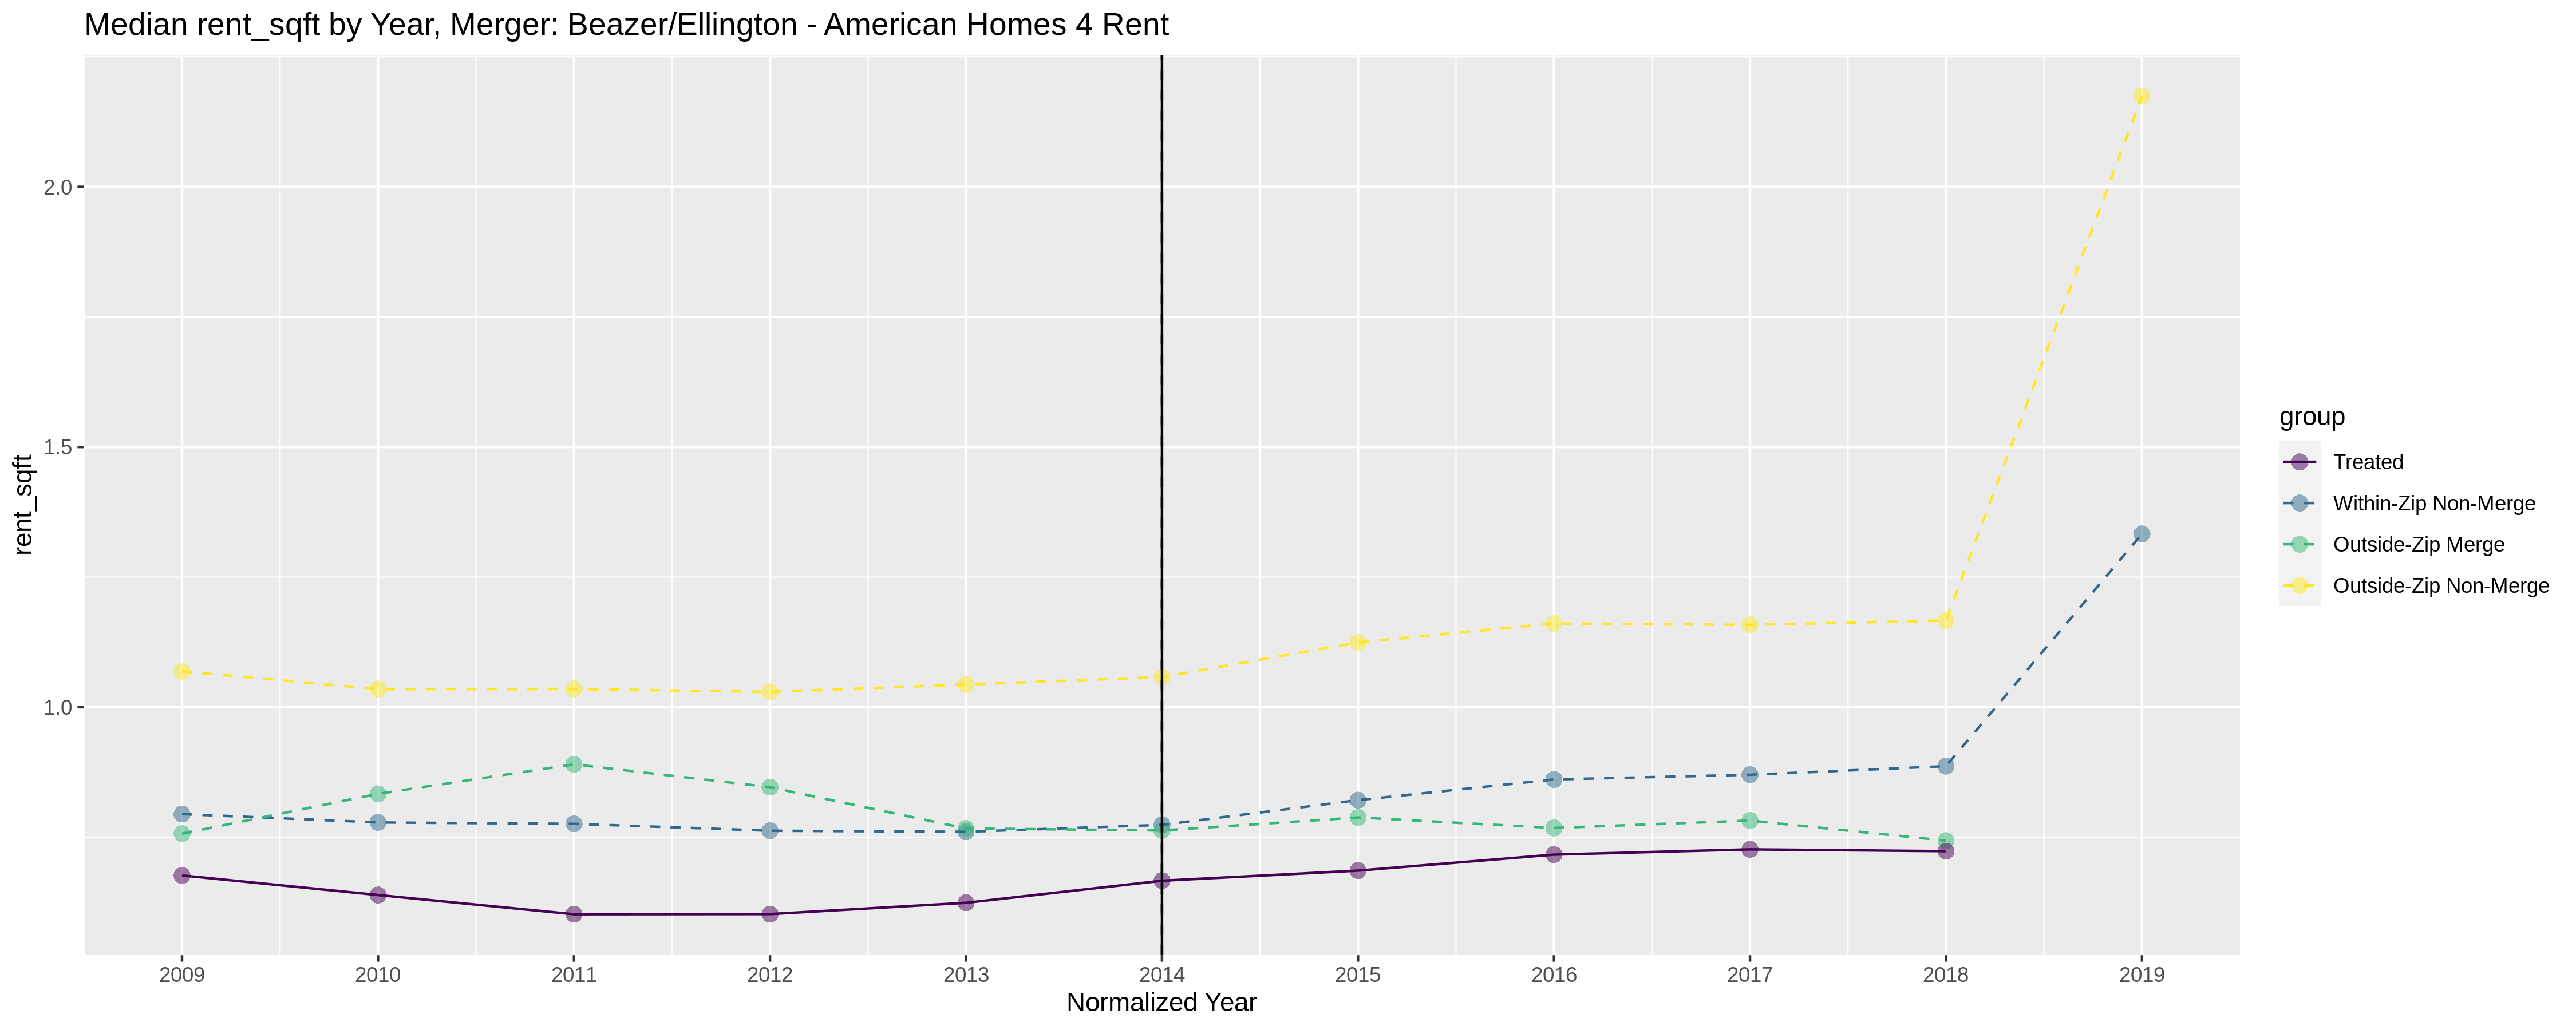 Median rent_sqft by Year, Merger: Beazer/Ellington - American Homes 4 Rent
rent_sqft
2.0
1.5
1.0
2009 2010 2011 2012 2013 2014 2015 2016 2017 2018 2019
Normalized Year
group
Treated
Within-Zip Non-Merge
Outside-Zip Merge
Outside-Zip Non-Merge